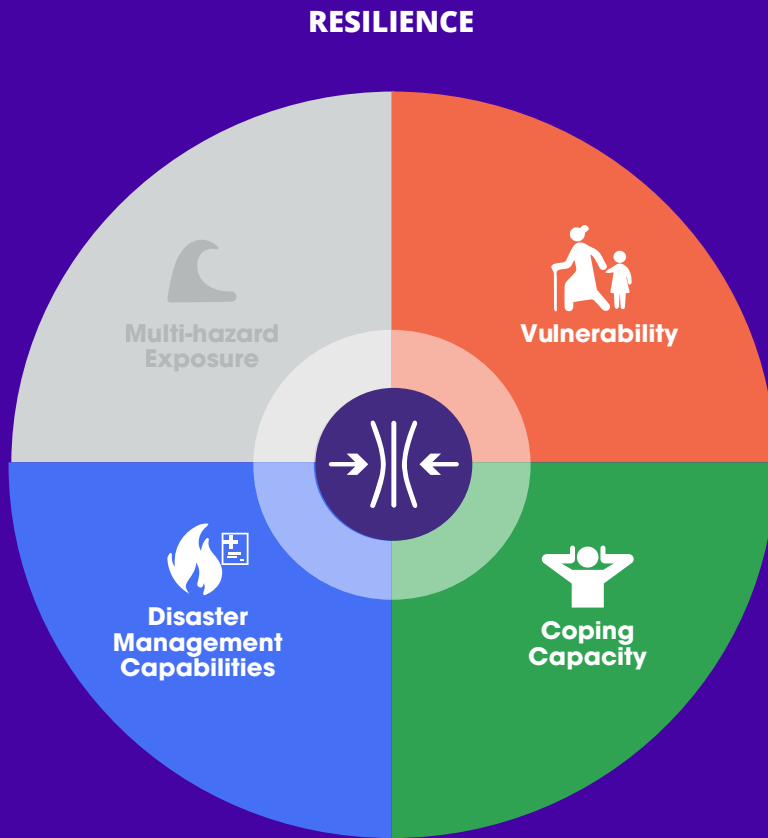 RESILIENCE
Multi-hazard
Exposure
Vulnerability
Disaster
Management
Capabilities
Coping
Capacity